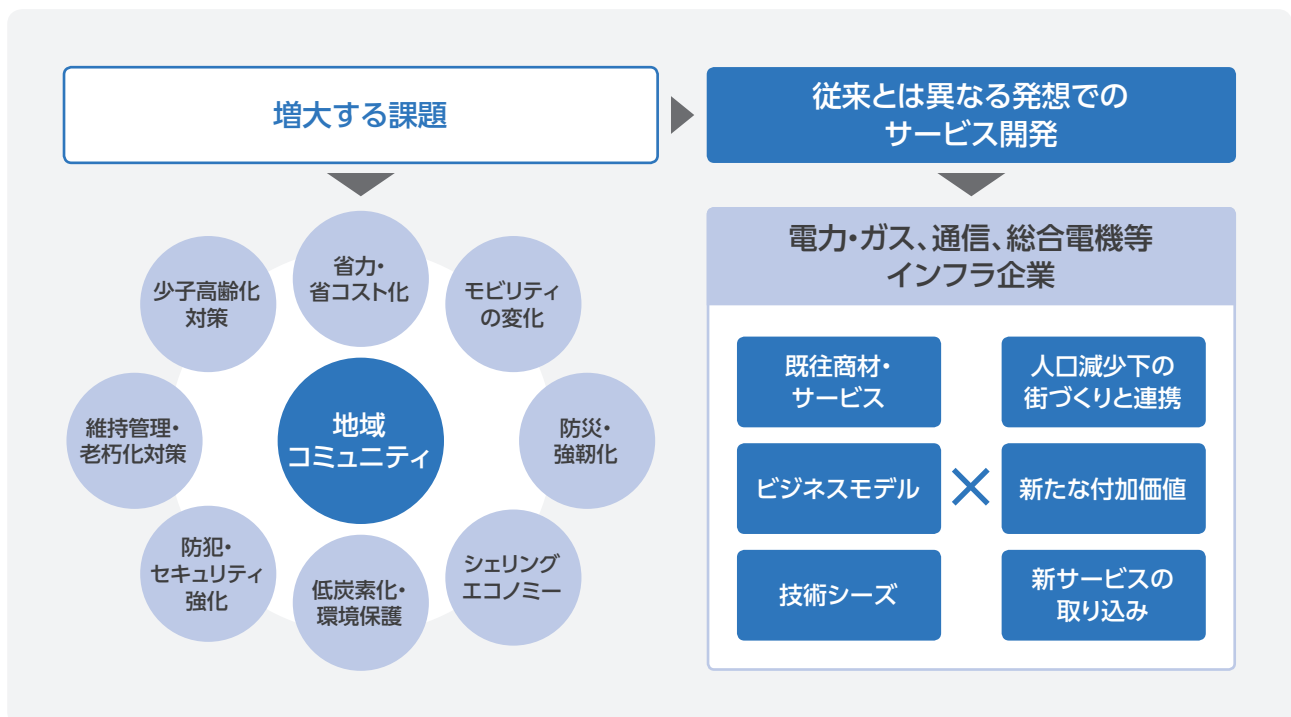 増大する課題
従来とは異なる発想での
サービス開発
省力・
省コスト化
モビリティ
の変化
防災・
強靭化
シェリング
エコノミー
低炭素化・
環境保護
防犯・
セキュリティ
強化
維持管理・
老朽化対策
少子高齢化
対策
地域
コミュニティ
電力・ガス、通信、総合電機等
インフラ企業
既往商材・
サービス
人口減少下の
街づくりと連携
ビジネスモデル
×
新たな付加価値
技術シーズ
新サービスの
取り込み